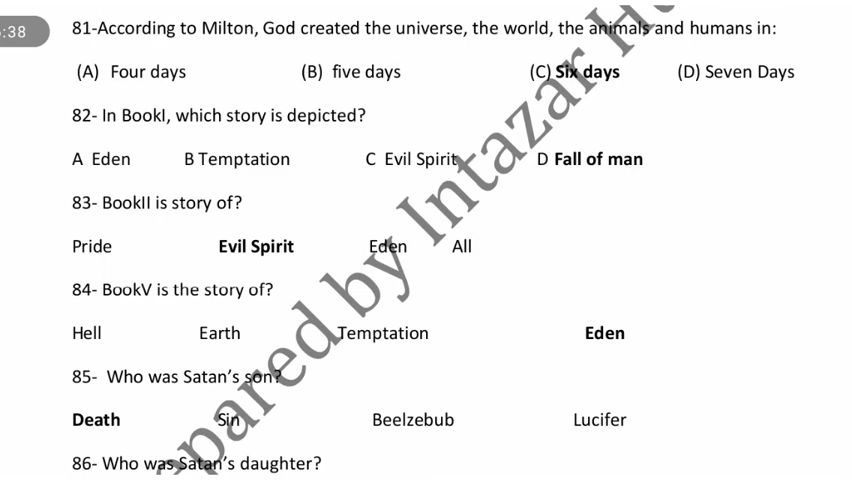 :38
81-According to Milton, God created the universe, the world, the animals and humans in:
(A) Four days (B) five days (C) Six days (D) Seven Days
82- In BookI, which story is depicted?
A Eden B Temptation C Evil Spirit D Fall of man
83- BookII is story of?
Pride Evil Spirit Eden All
84- BookV is the story of?
Hell Earth Temptation Eden
85- Who was Satan’s son?
Death Sin Beelzebub Lucifer
86- Who was Satan’s daughter?
epared by Intazar